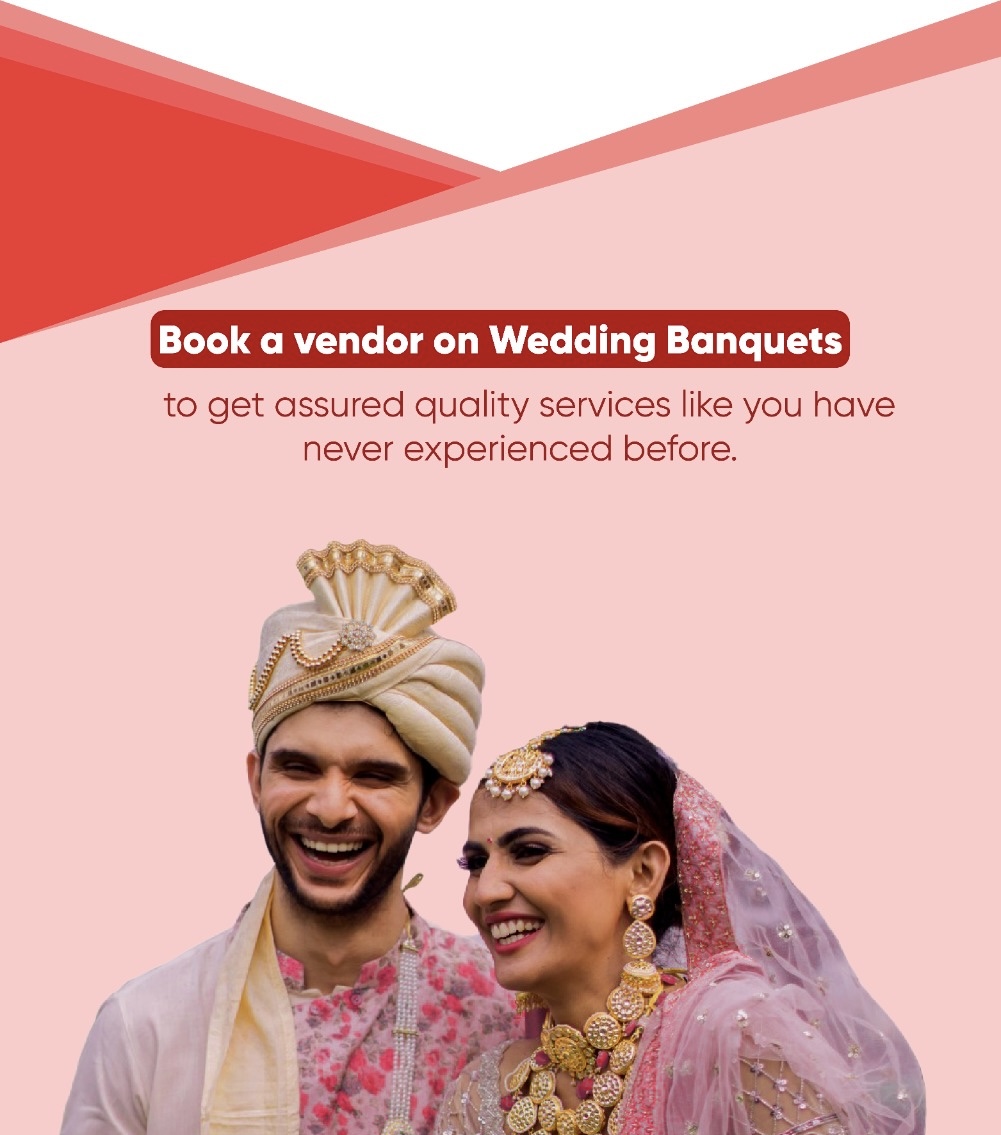 Book a vendor on Wedding Banquets
to get assured quality services like you have
never experienced before.